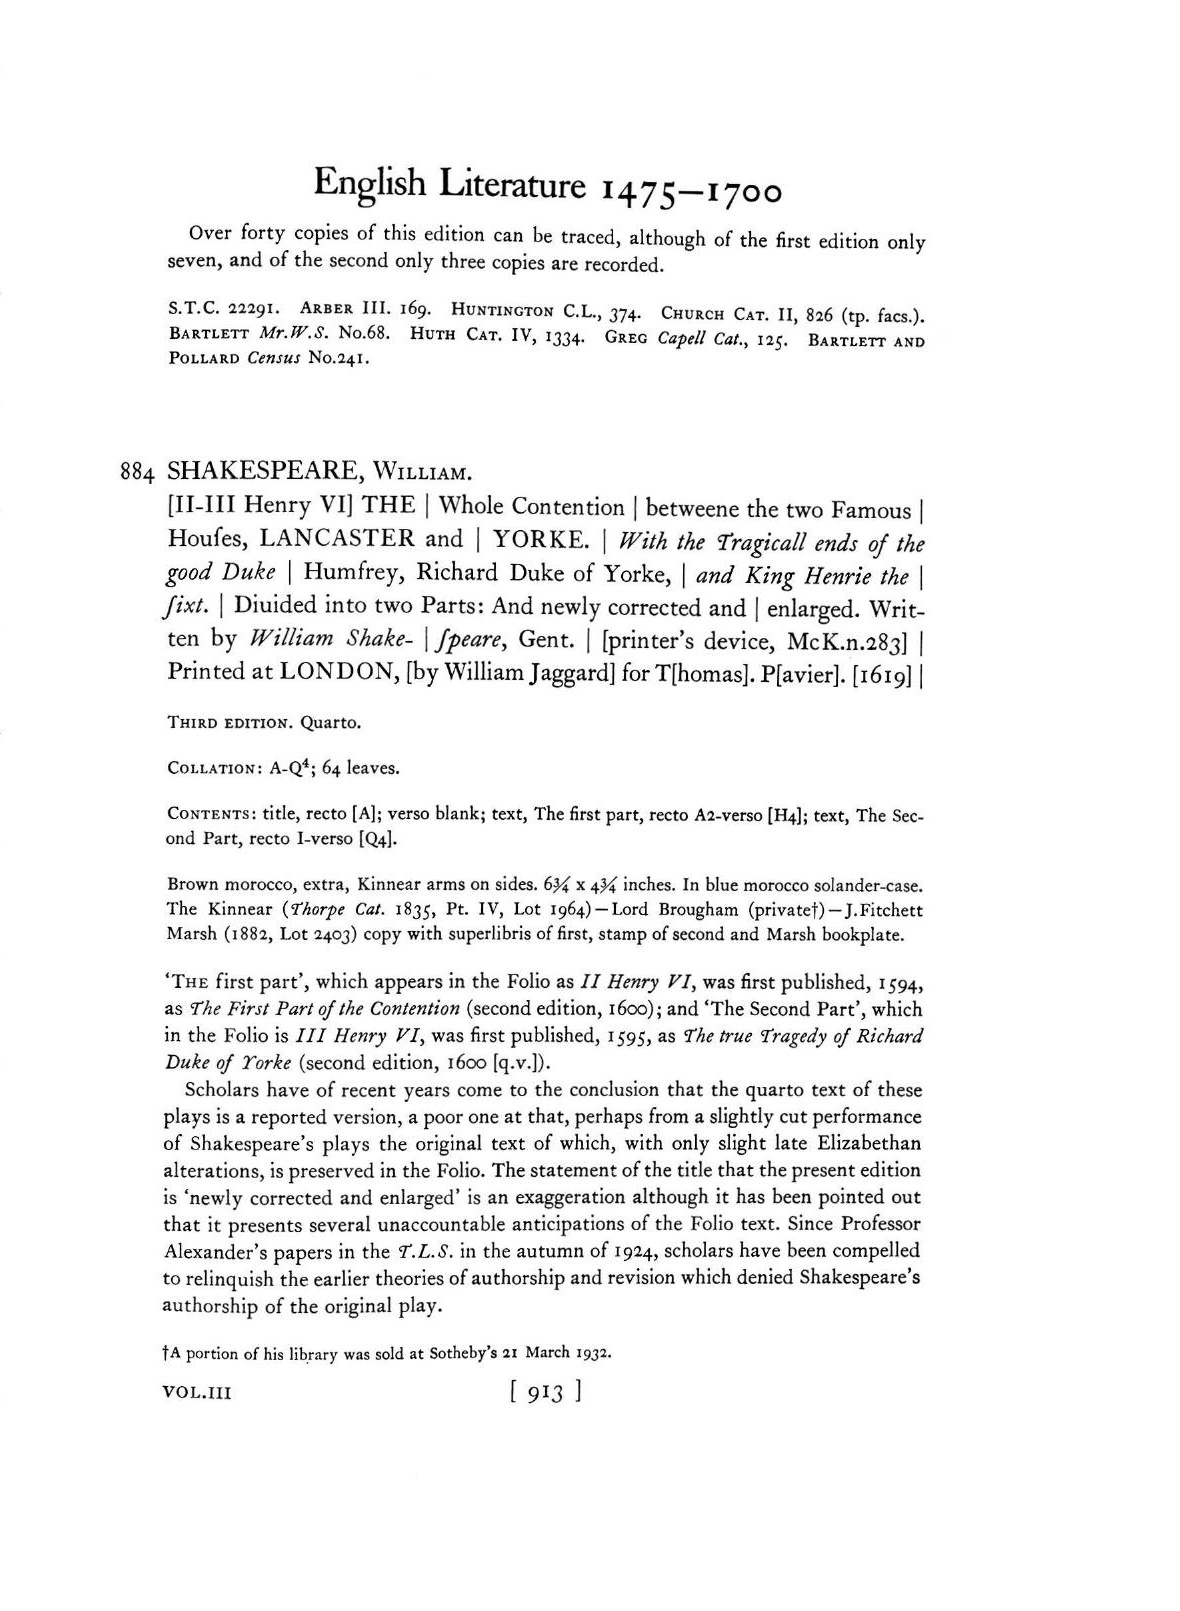 English Literature 1475—1700
Over forty copies of this edition can be traced, although of the first edition only
seven, and of the second only three copies are recorded.
S.T.C. 22291. Arber III. 169. Huntington C.L., 374. Church Cat. II, 826 (tp. facs.).
Bartlett Mr.W.S. No.68. Huth Cat. IV, 1334. Greg Capell Cat., 125. Bartlett and
Pollard Census No.241.
884 SHAKESPEARE, William.
[II-III Henry VI] THE | Whole Contention | betweene the two Famous |
Houſes, LANCASTER and | YORKE. | With the Tragicall ends of the
good Duke | Humfrey, Richard Duke of Yorke, | and King Henrie the |
ſixt. | Diuided into two Parts: And newly corrected and | enlarged. Writ-
ten by William Shake- | ſpeare, Gent. | [printer's device, McK.n.283] |
Printed at LONDON, [by William Jaggard] for T[homas]. P[avier]. [1619] |
Third edition. Quarto.
Collation: A-Q⁴; 64 leaves.
Contents: title, recto [A]; verso blank; text, The first part, recto A2-verso [H4]; text, The Sec-
ond Part, recto I-verso [Q4].
Brown morocco, extra, Kinnear arms on sides. 6¾ x 4¾ inches. In blue morocco solander-case.
The Kinnear (Thorpe Cat. 1835, Pt. IV, Lot 1964)—Lord Brougham (private†)—J.Fitchett
Marsh (1882, Lot 2403) copy with superlibris of first, stamp of second and Marsh bookplate.
'The first part', which appears in the Folio as II Henry VI, was first published, 1594,
as The First Part of the Contention (second edition, 1600); and 'The Second Part', which
in the Folio is III Henry VI, was first published, 1595, as The true Tragedy of Richard
Duke of Yorke (second edition, 1600 [q.v.]).
Scholars have of recent years come to the conclusion that the quarto text of these
plays is a reported version, a poor one at that, perhaps from a slightly cut performance
of Shakespeare's plays the original text of which, with only slight late Elizabethan
alterations, is preserved in the Folio. The statement of the title that the present edition
is 'newly corrected and enlarged' is an exaggeration although it has been pointed out
that it presents several unaccountable anticipations of the Folio text. Since Professor
Alexander's papers in the T.L.S. in the autumn of 1924, scholars have been compelled
to relinquish the earlier theories of authorship and revision which denied Shakespeare's
authorship of the original play.
†A portion of his library was sold at Sotheby's 21 March 1932.
VOL.III [ 913 ]